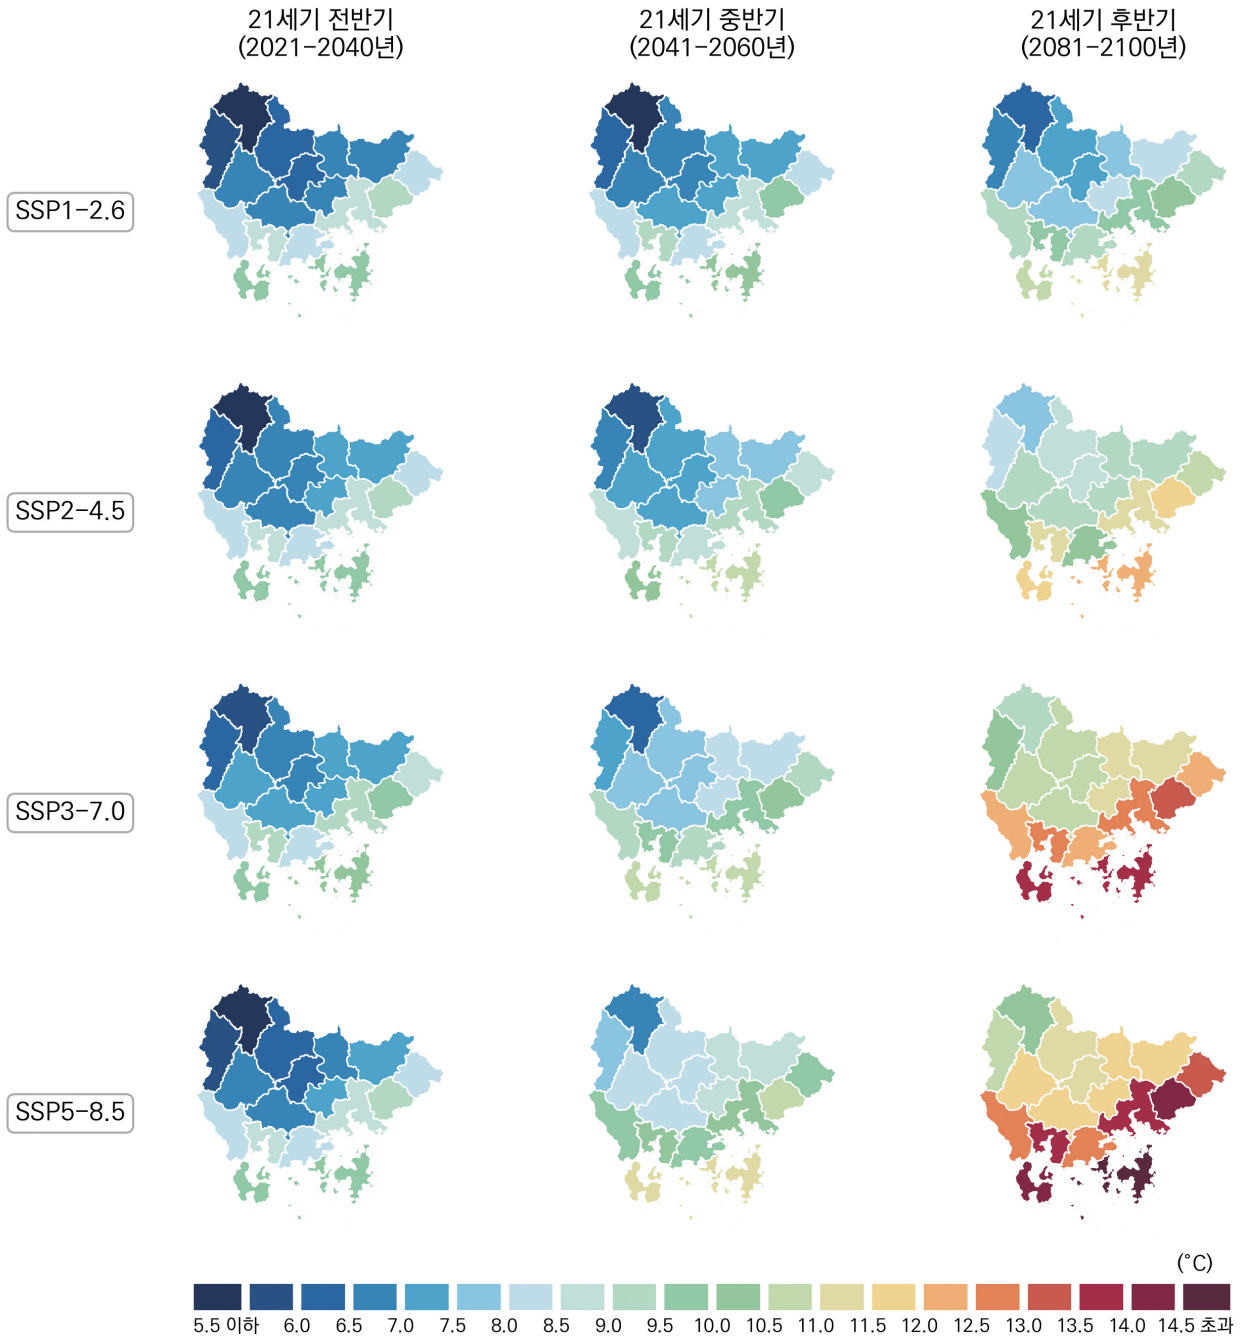 21세기 전반기
(2021-2040년)
21세기 중반기
(2041-2060년)
21세기 후반기
(2081-2100년)
SSP1-2.6
SSP2-4.5
SSP3-7.0
SSP5-8.5
(°C)
5.5 이하 6.0 6.5 7.0 7.5 8.0 8.5 9.0 9.5 10.0 10.5 11.0 11.5 12.0 12.5 13.0 13.5 14.0 14.5 초과